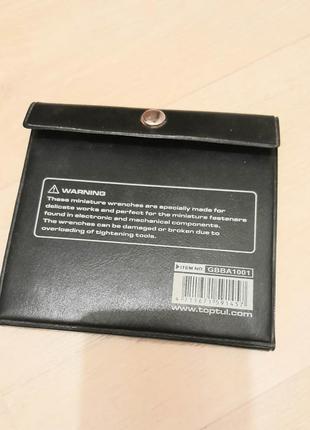 ⚠ WARNING
These miniature wrenches are specially made for
delicate works and perfect for the miniature fasteners
found in electronic and mechanical components.
The wrenches can be damaged or broken due to
overloading of tightening tools.
ITEM NO. GBBA1001
www.toptul.com